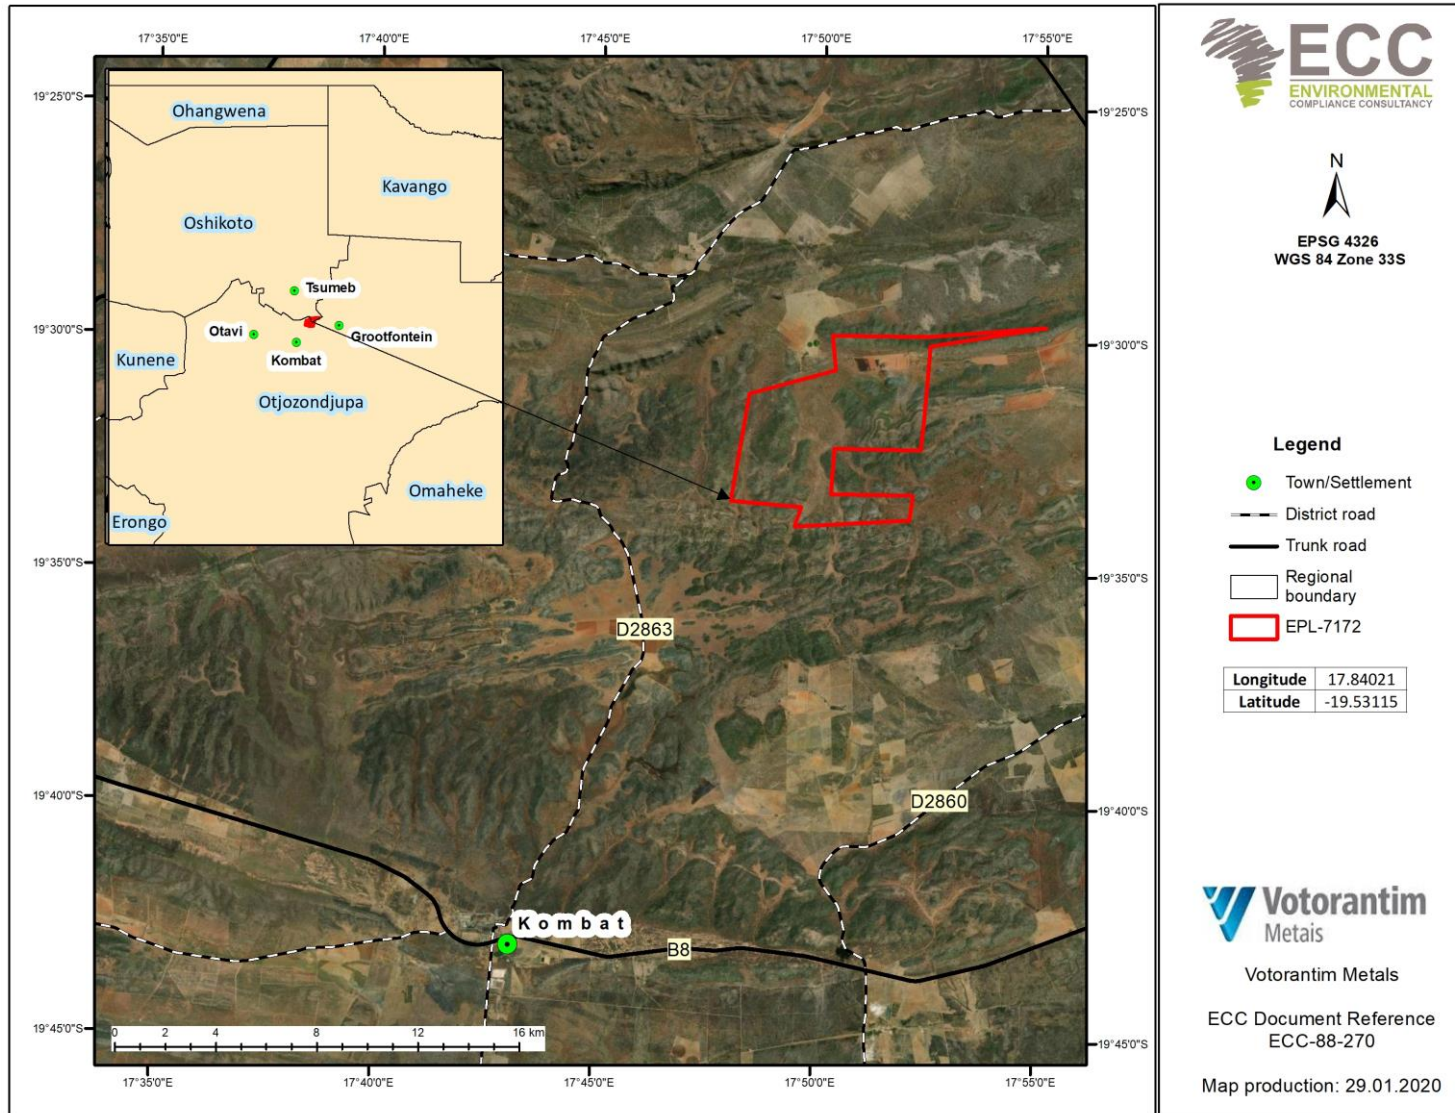 17°35'0"E
17°40'0"E
17°45'0"E
17°50'0"E
17°55'0"E
19°25'0"S
19°25'0"S
Ohangwena
Kavango
Oshikoto
Tsumeb
Otavi
Grootfontein
Kunene
Kombat
Otjozondjupa
Omaheke
Erongo
19°30'0"S
19°30'0"S
19°35'0"S
19°35'0"S
D2863
19°40'0"S
19°40'0"S
D2860
Kombat
B8
19°45'0"S
19°45'0"S
0 2 4 8 12 16 km
17°35'0"E
17°40'0"E
17°45'0"E
17°50'0"E
17°55'0"E
ECC
ENVIRONMENTAL
COMPLIANCE CONSULTANCY
N
EPSG 4326
WGS 84 Zone 33S
Legend
Town/Settlement
District road
Trunk road
Regional
boundary
EPL-7172
Longitude 17.84021
Latitude -19.53115
Votorantim
Metais
Votorantim Metals
ECC Document Reference
ECC-88-270
Map production: 29.01.2020